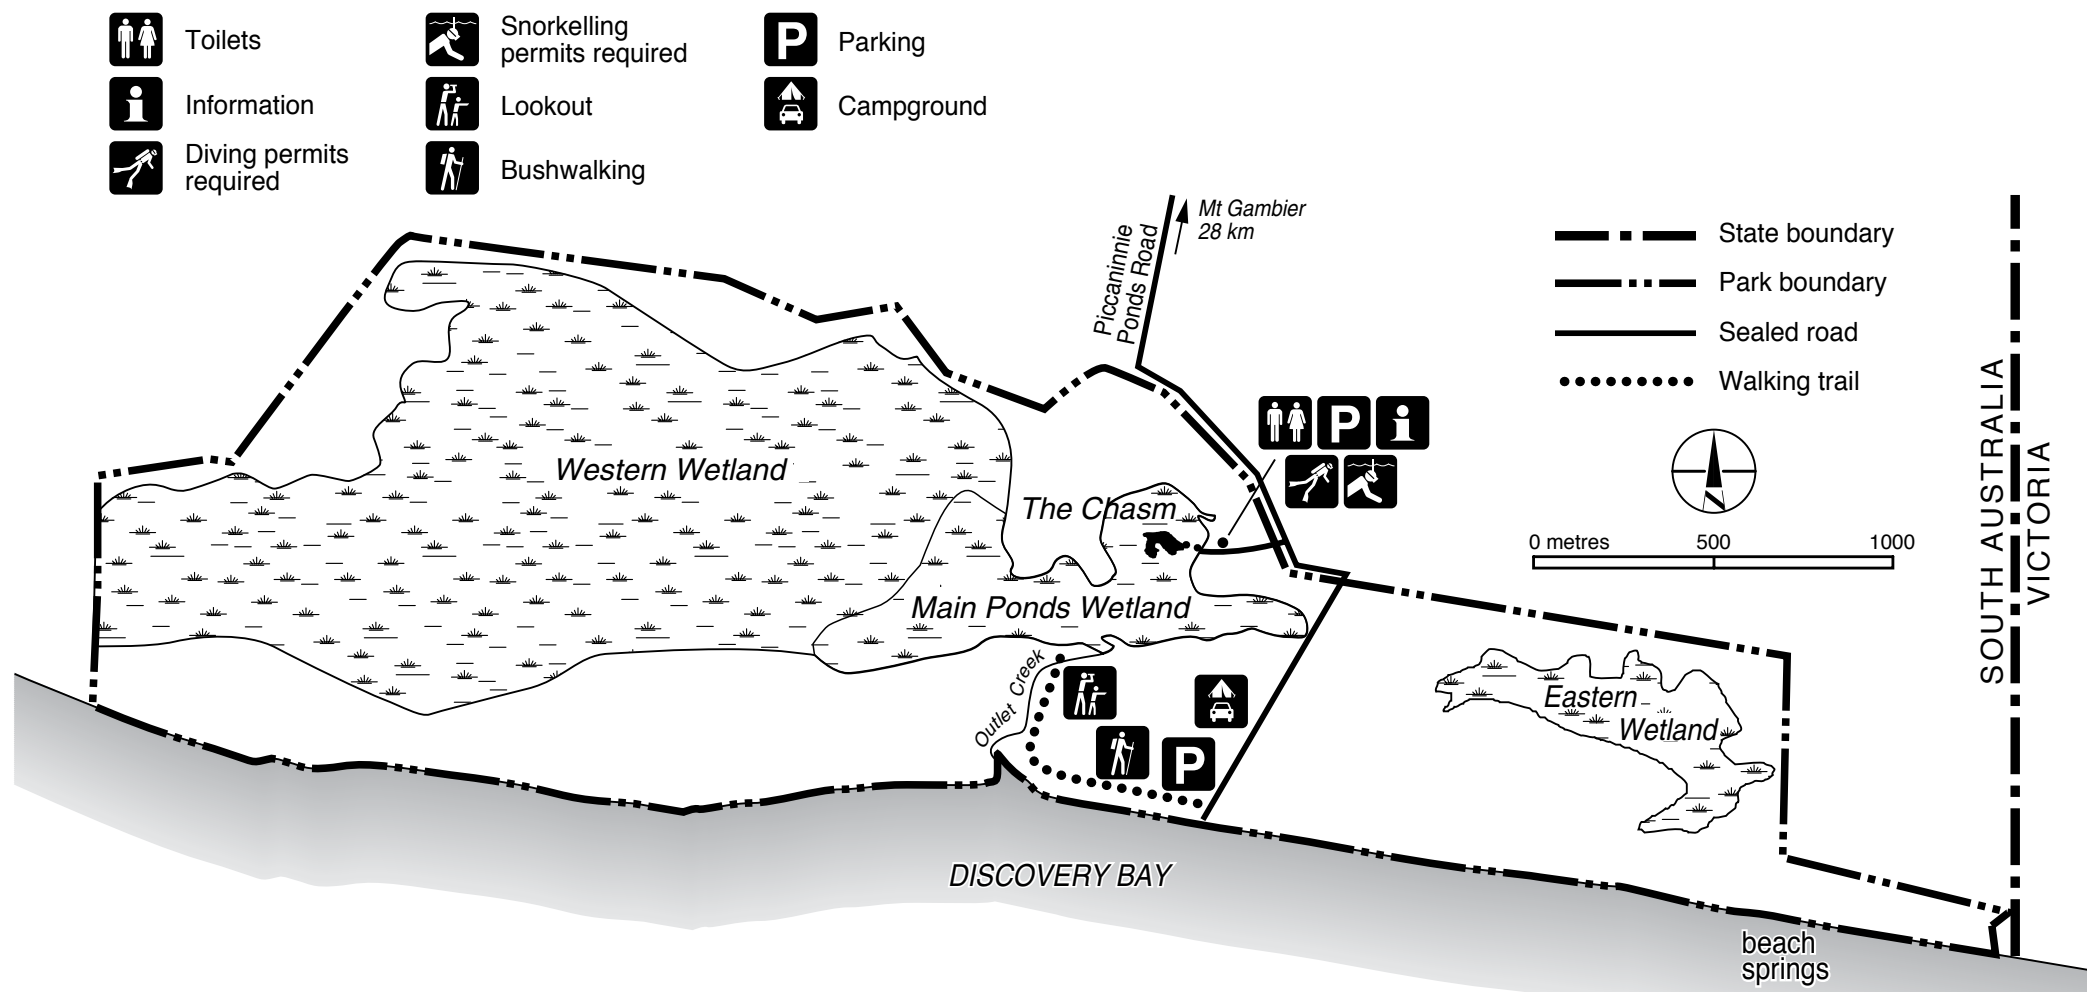 Toilets
Information
Diving permits
required
Snorkelling
permits required
Lookout
Bushwalking
P
Parking
Campground
Piccaninnie
Ponds Road
Mt Gambier
28 km
State boundary
Park boundary
Sealed road
Walking trail
P
i
N
0 metres
500
1000
SOUTH AUSTRALIA
VICTORIA
Western Wetland
The Chasm
Main Ponds Wetland
Outlet Creek
P
Eastern
Wetland
DISCOVERY BAY
beach
springs